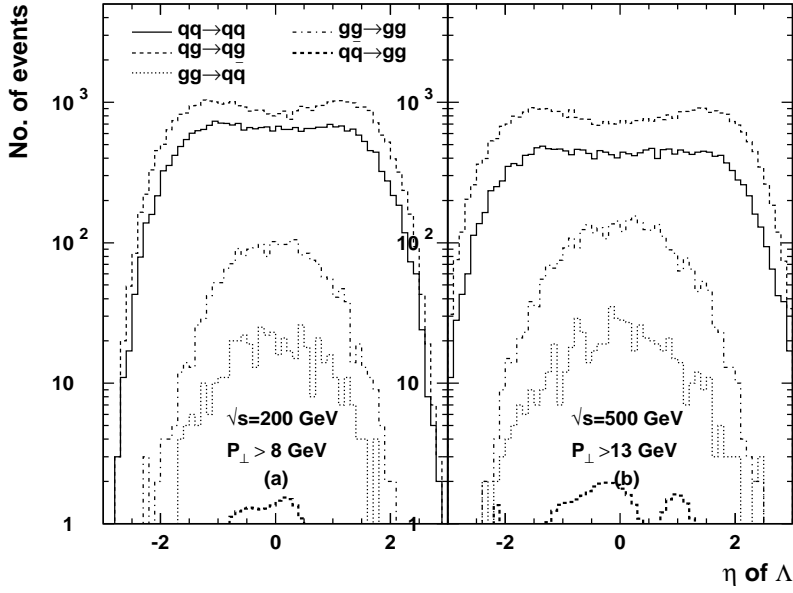 No. of events
qq→qq
qg→qg
gg→qq̄
gg→gg
qq̄→gg
10³
10²
10
1
10³
10²
10
1
√s=200 GeV
P⊥ > 8 GeV
(a)
√s=500 GeV
P⊥ >13 GeV
(b)
-2 0 2
-2 0 2
η of Λ